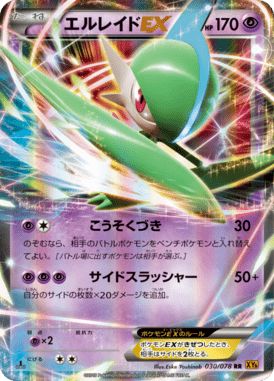 エルレイドEX HP170
こうそくづき 30
のぞむなら、相手のバトルポケモンをベンチポケモンと入れ替えてよい。
[バトル場に出すポケモンは相手が選ぶ。]
サイドスラッシャー 50+
自分のサイドの枚数×20ダメージを追加。
弱点 抵抗力
×2
ポケモンEXのルール
ポケモンEXがきぜつしたとき、相手はサイドを2枚とる。
にげる
Illus. Eske Yoshinob 030/078 RR XY6